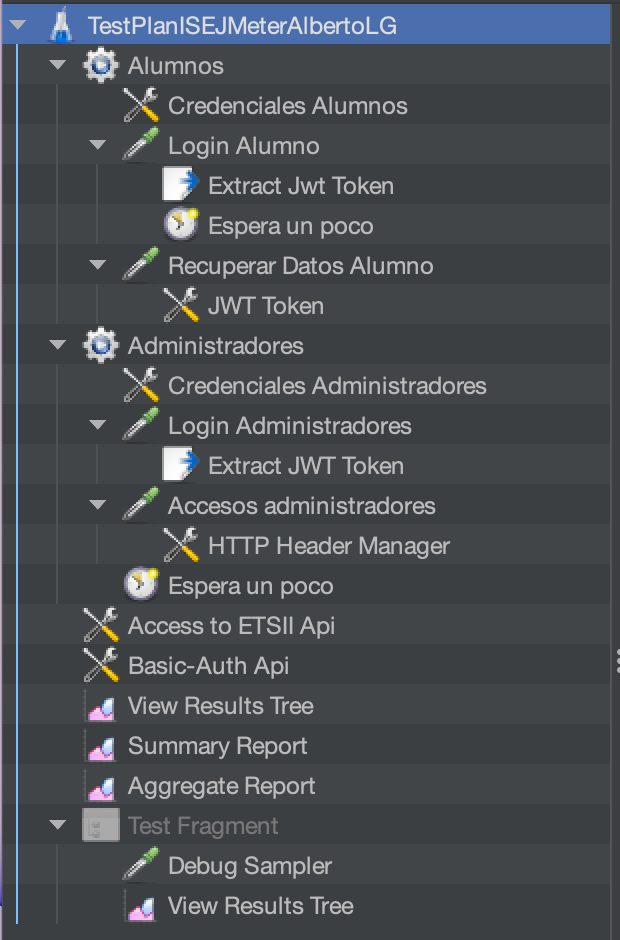 TestPlanISEJMeterAlbertoLG
Alumnos
Credenciales Alumnos
Login Alumno
Extract Jwt Token
Espera un poco
Recuperar Datos Alumno
JWT Token
Administradores
Credenciales Administradores
Login Administradores
Extract JWT Token
Accesos administradores
HTTP Header Manager
Espera un poco
Access to ETSII Api
Basic-Auth Api
View Results Tree
Summary Report
Aggregate Report
Test Fragment
Debug Sampler
View Results Tree